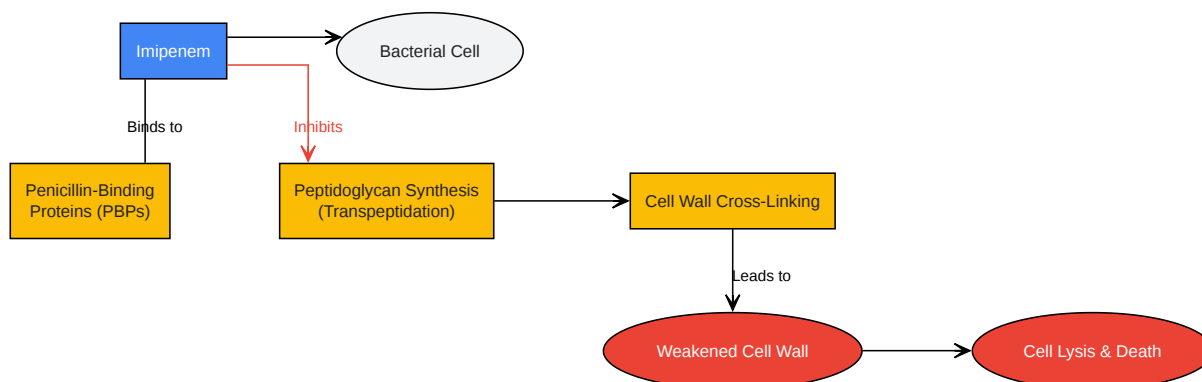 Imipenem
Bacterial Cell
Binds to
Inhibits
Penicillin-Binding
Proteins (PBPs)
Peptidoglycan Synthesis
(Transpeptidation)
Cell Wall Cross-Linking
Leads to
Weakened Cell Wall
Cell Lysis & Death